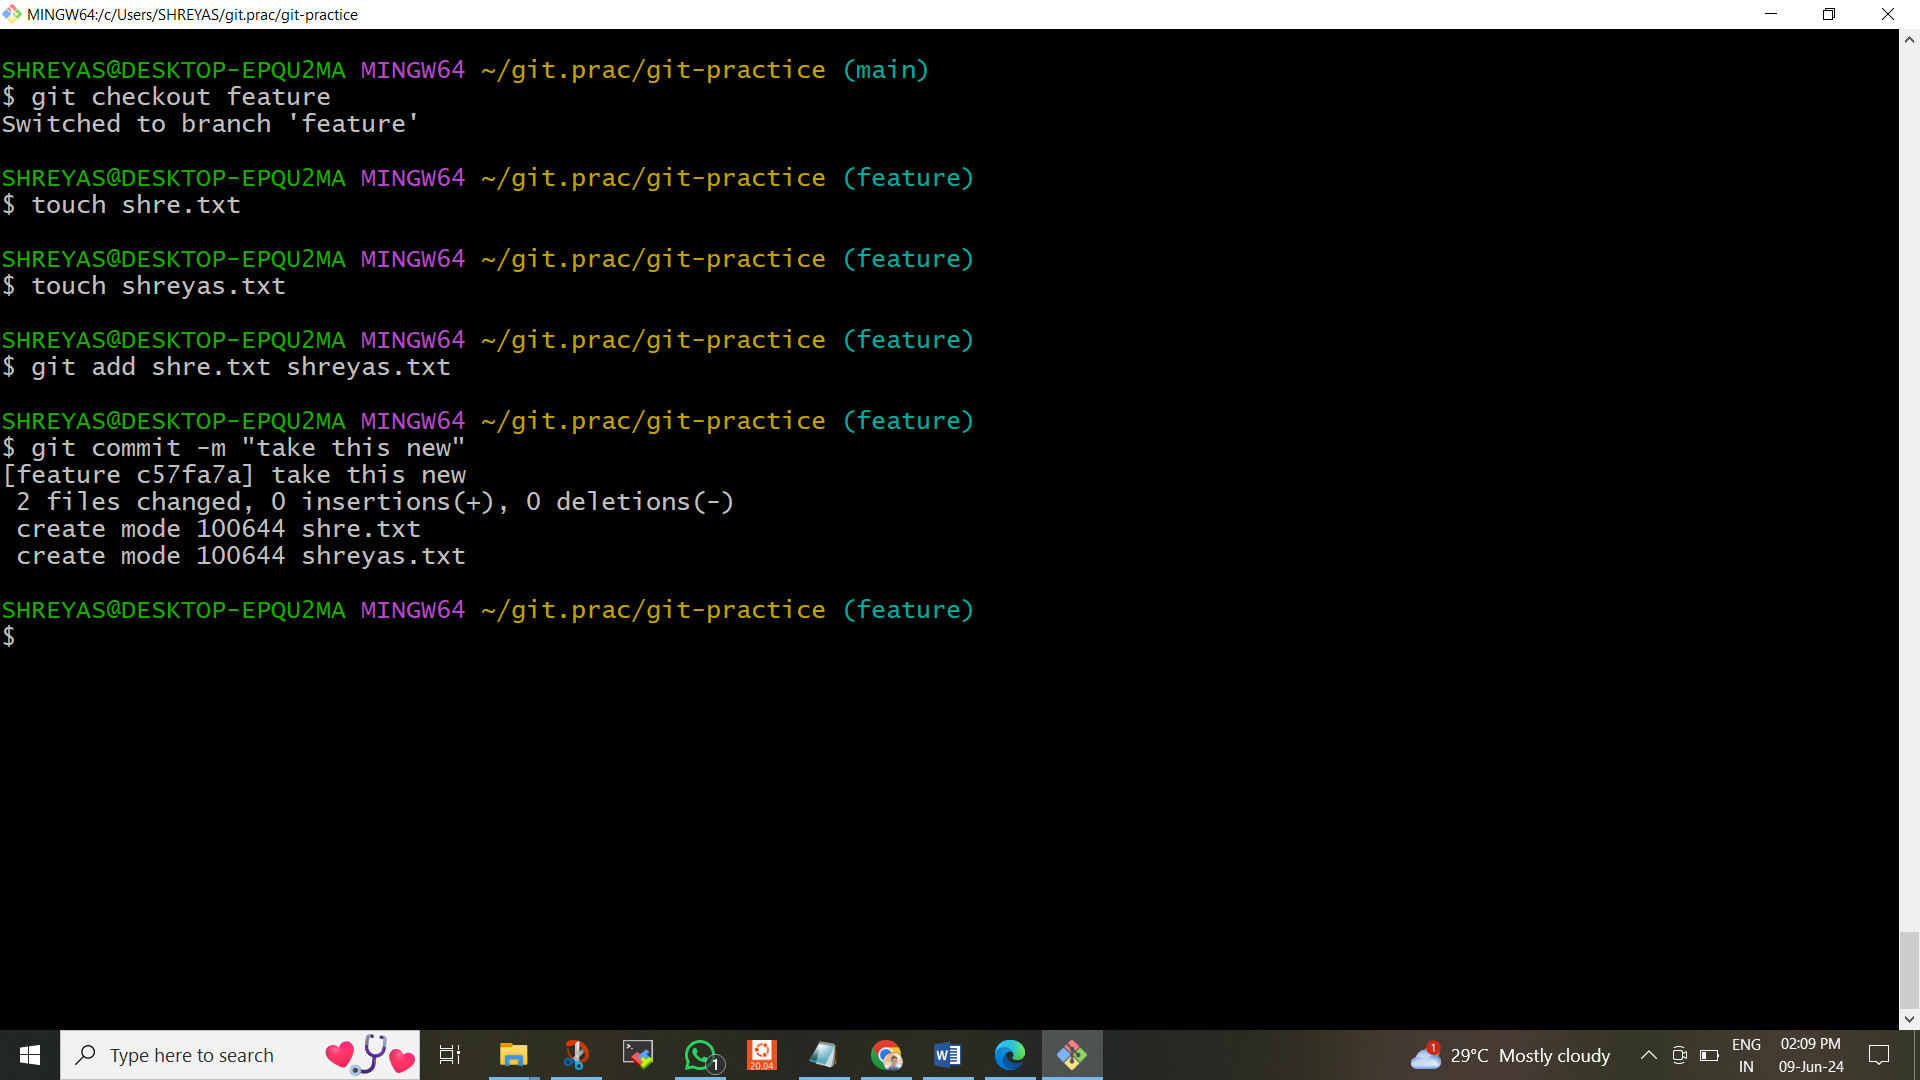 MINGW64:/c/Users/SHREYAS/git.prac/git-practice
SHREYAS@DESKTOP-EPQU2MA MINGW64 ~/git.prac/git-practice (main)
$ git checkout feature
Switched to branch 'feature'
SHREYAS@DESKTOP-EPQU2MA MINGW64 ~/git.prac/git-practice (feature)
$ touch shre.txt
SHREYAS@DESKTOP-EPQU2MA MINGW64 ~/git.prac/git-practice (feature)
$ touch shreyas.txt
SHREYAS@DESKTOP-EPQU2MA MINGW64 ~/git.prac/git-practice (feature)
$ git add shre.txt shreyas.txt
SHREYAS@DESKTOP-EPQU2MA MINGW64 ~/git.prac/git-practice (feature)
$ git commit -m "take this new"
[feature c57fa7a] take this new
 2 files changed, 0 insertions(+), 0 deletions(-)
 create mode 100644 shre.txt
 create mode 100644 shreyas.txt
SHREYAS@DESKTOP-EPQU2MA MINGW64 ~/git.prac/git-practice (feature)
$
Type here to search
1
20.04
W
1
29°C Mostly cloudy
ENG
IN
02:09 PM
09-Jun-24